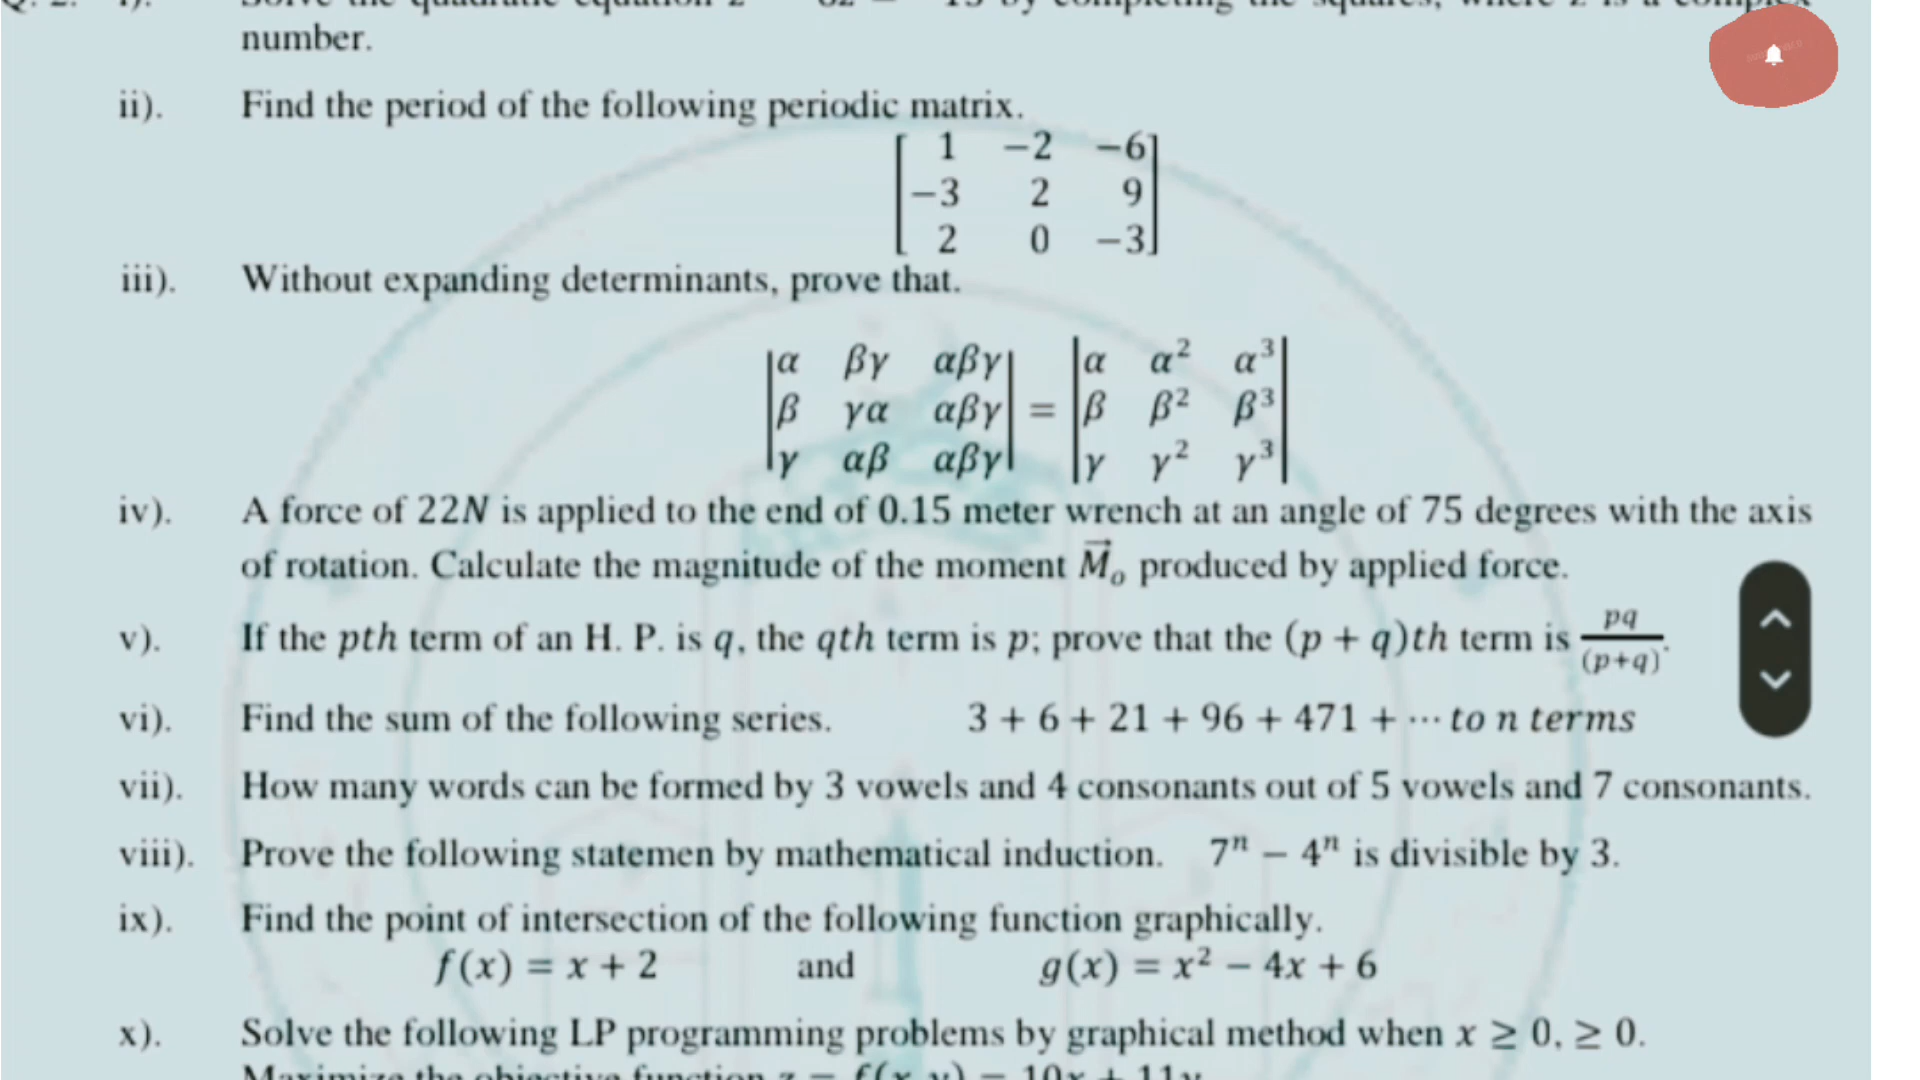 number.
ii). Find the period of the following periodic matrix.
[ 1 −2 −6 ]
[ −3 2 9 ]
[ 2 0 −3 ]
iii). Without expanding determinants, prove that.
|α βγ αβγ| |α α² α³|
|β γα αβγ| = |β β² β³|
|γ αβ αβγ| |γ γ² γ³|
iv). A force of 22N is applied to the end of 0.15 meter wrench at an angle of 75 degrees with the axis
of rotation. Calculate the magnitude of the moment M⃗ₒ produced by applied force.
v). If the pth term of an H. P. is q, the qth term is p; prove that the (p + q)th term is pq/(p+q).
vi). Find the sum of the following series. 3 + 6 + 21 + 96 + 471 + ⋯ to n terms
vii). How many words can be formed by 3 vowels and 4 consonants out of 5 vowels and 7 consonants.
viii). Prove the following statemen by mathematical induction. 7ⁿ − 4ⁿ is divisible by 3.
ix). Find the point of intersection of the following function graphically.
f(x) = x + 2 and g(x) = x² − 4x + 6
x). Solve the following LP programming problems by graphical method when x ≥ 0, ≥ 0.
Maximize the objective function z = f(x, y) = 10x + 11y